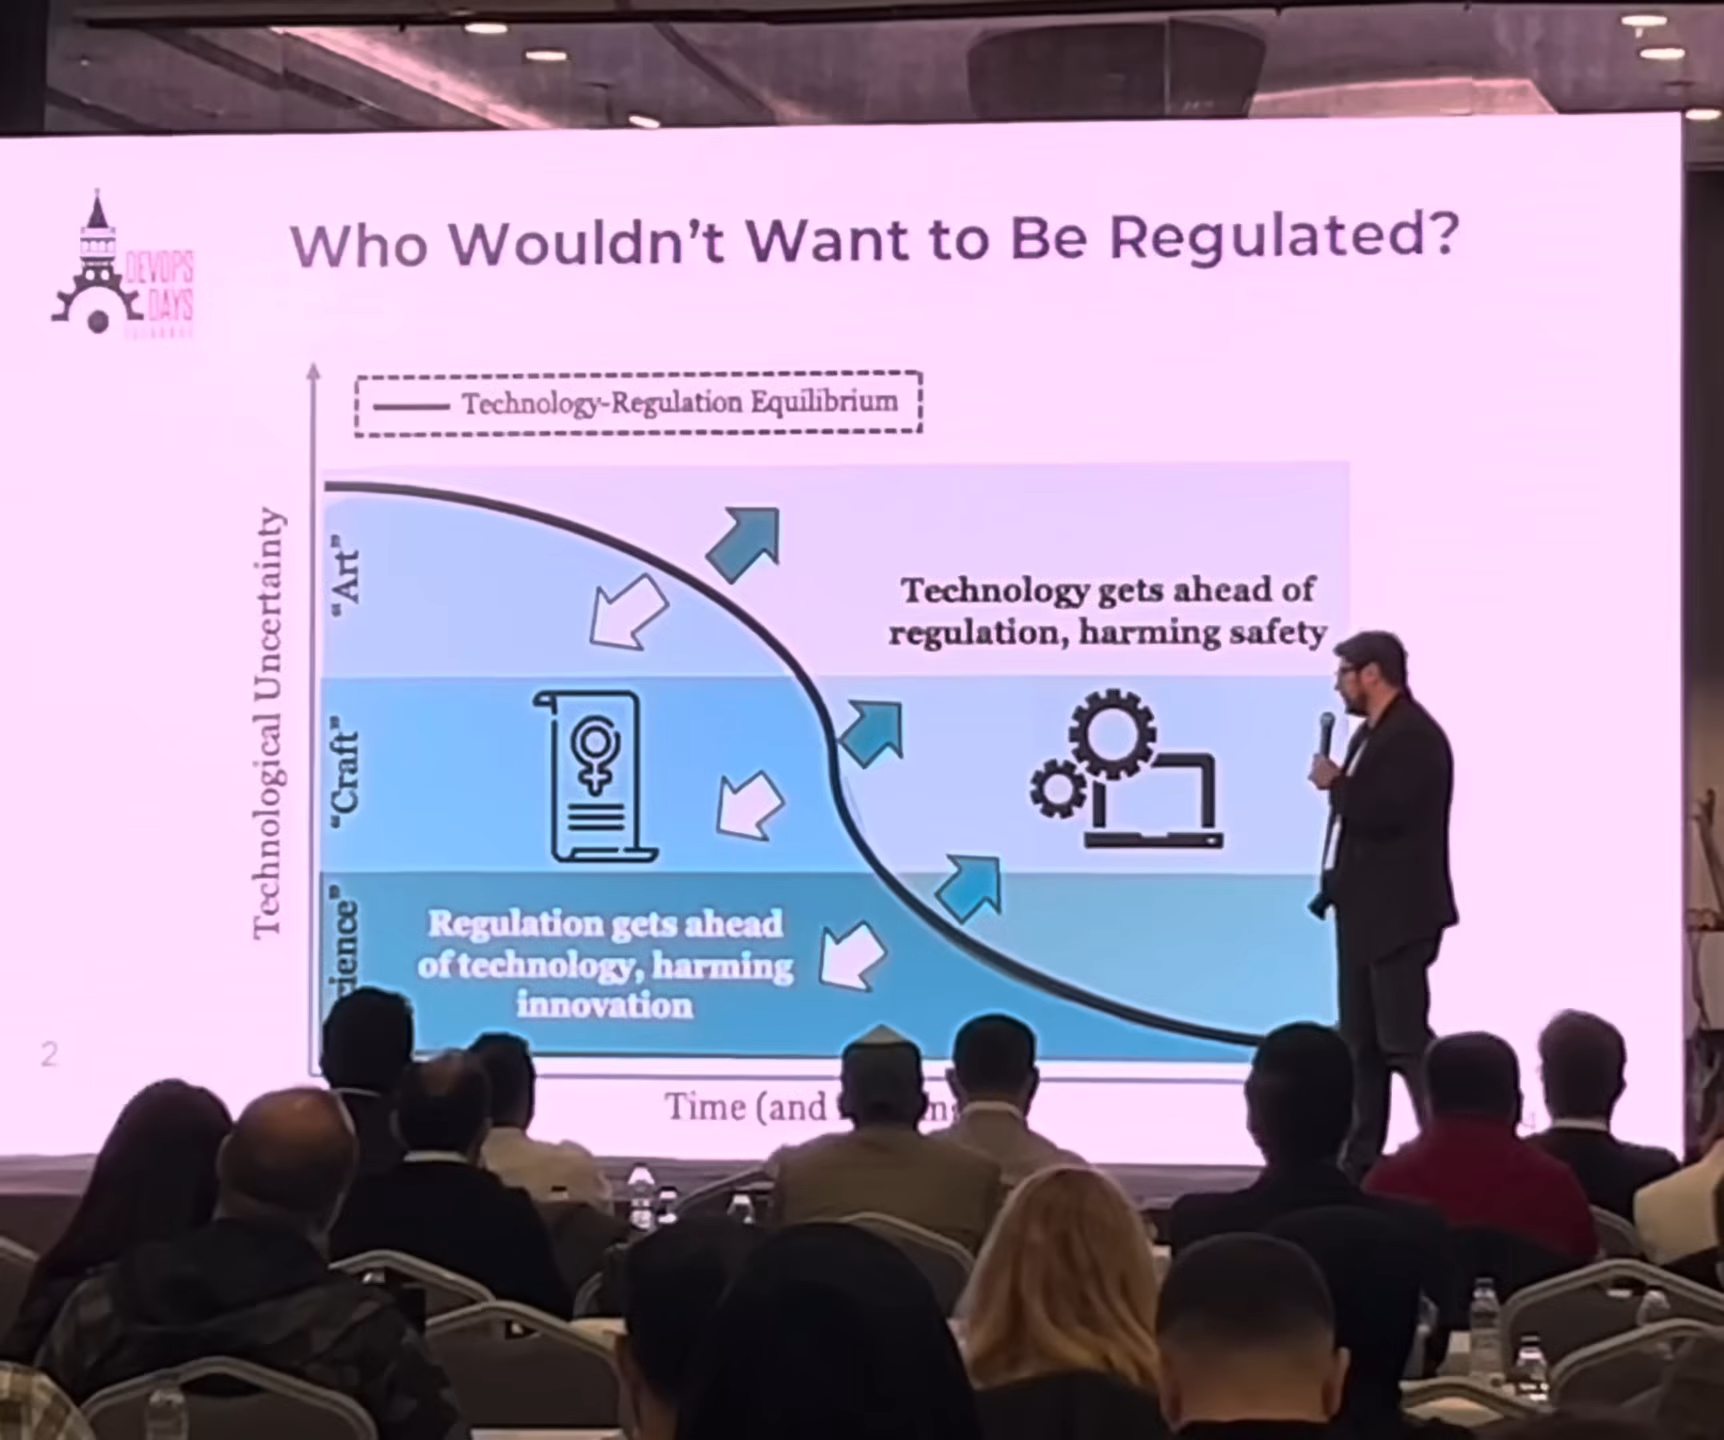 Who Wouldn't Want to Be Regulated?
DEVOPS
DAYS
Technology-Regulation Equilibrium
Technological Uncertainty
"Art"
"Craft"
Technology gets ahead of
regulation, harming safety
Regulation gets ahead
of technology, harming
innovation
Time (and
2